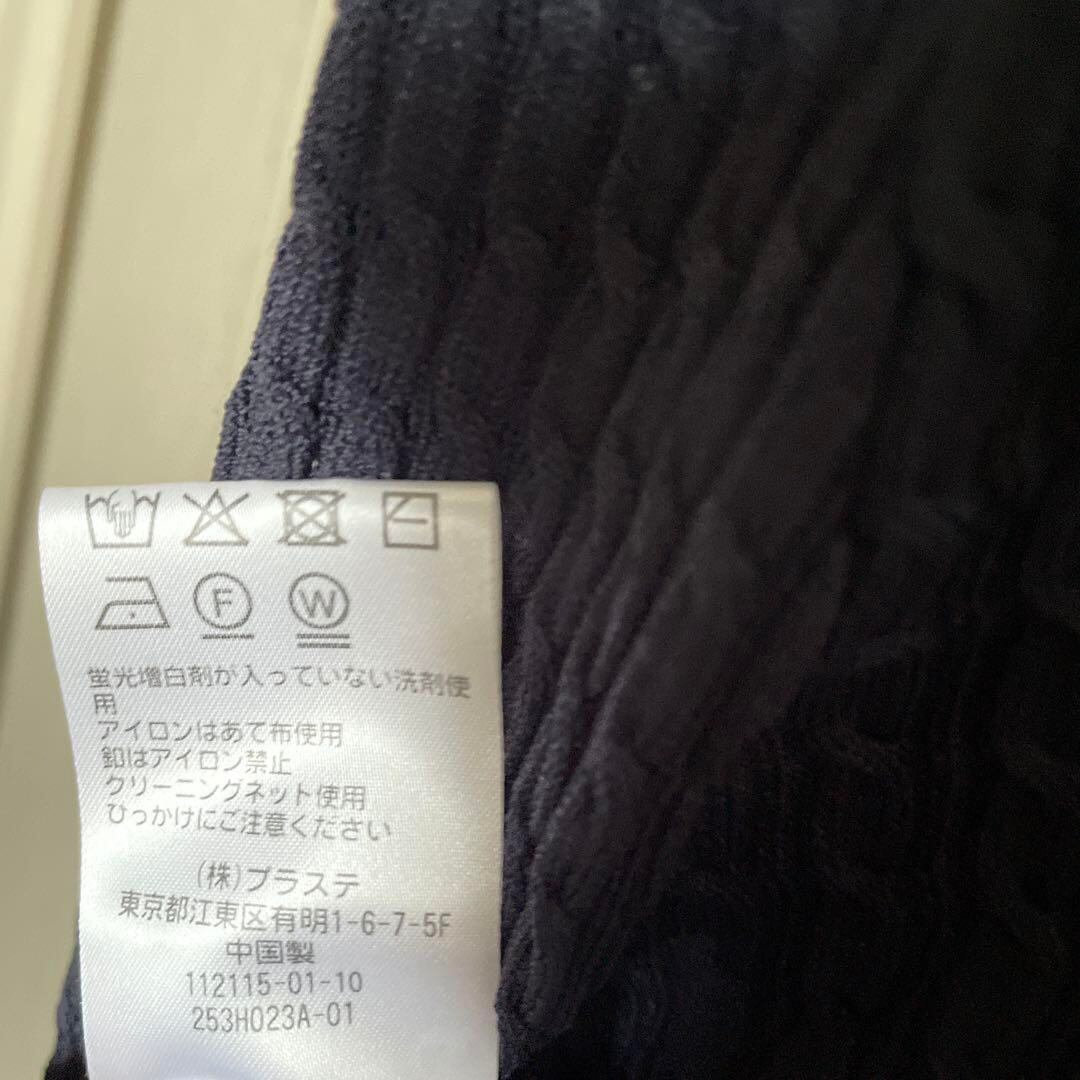 F W
蛍光増白剤が入っていない洗剤使
用
アイロンはあて布使用
釦はアイロン禁止
クリーニングネット使用
ひっかけにご注意ください
(株)プラステ
東京都江東区有明1-6-7-5F
中国製
112115-01-10
253H023A-01